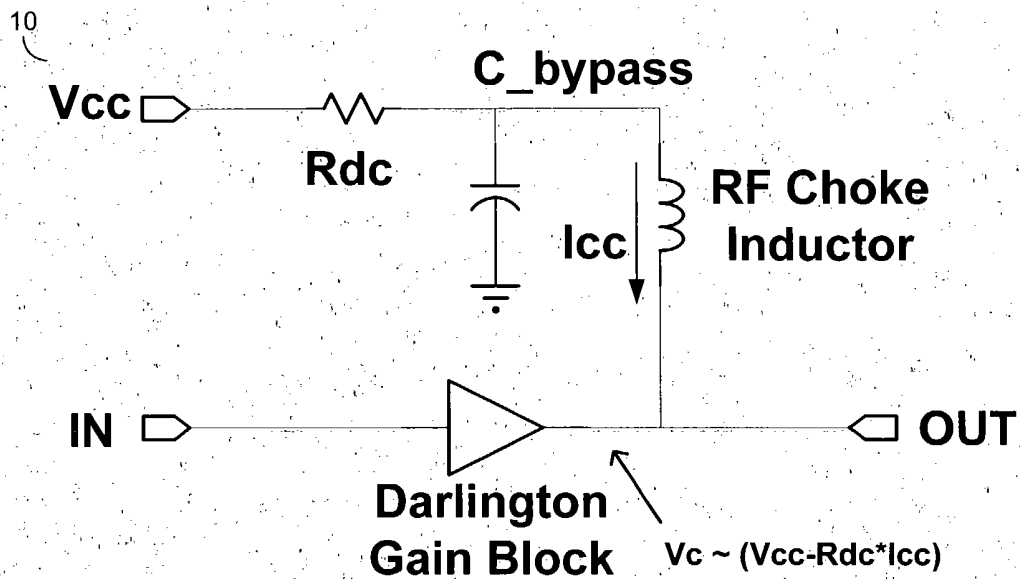 10
C_bypass
Vcc
Rdc
RF Choke
Inductor
Icc
IN
OUT
Darlington
Gain Block
Vc ~ (Vcc-Rdc*Icc)